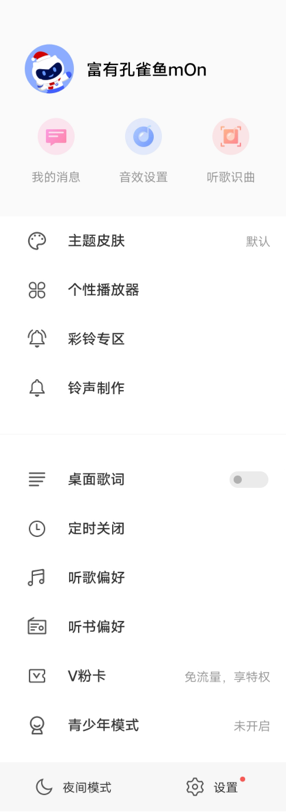 富有孔雀鱼mOn
我的消息 音效设置 听歌识曲
主题皮肤 默认
个性播放器
彩铃专区
铃声制作
桌面歌词
定时关闭
听歌偏好
听书偏好
V粉卡 免流量，享特权
青少年模式 未开启
夜间模式 设置